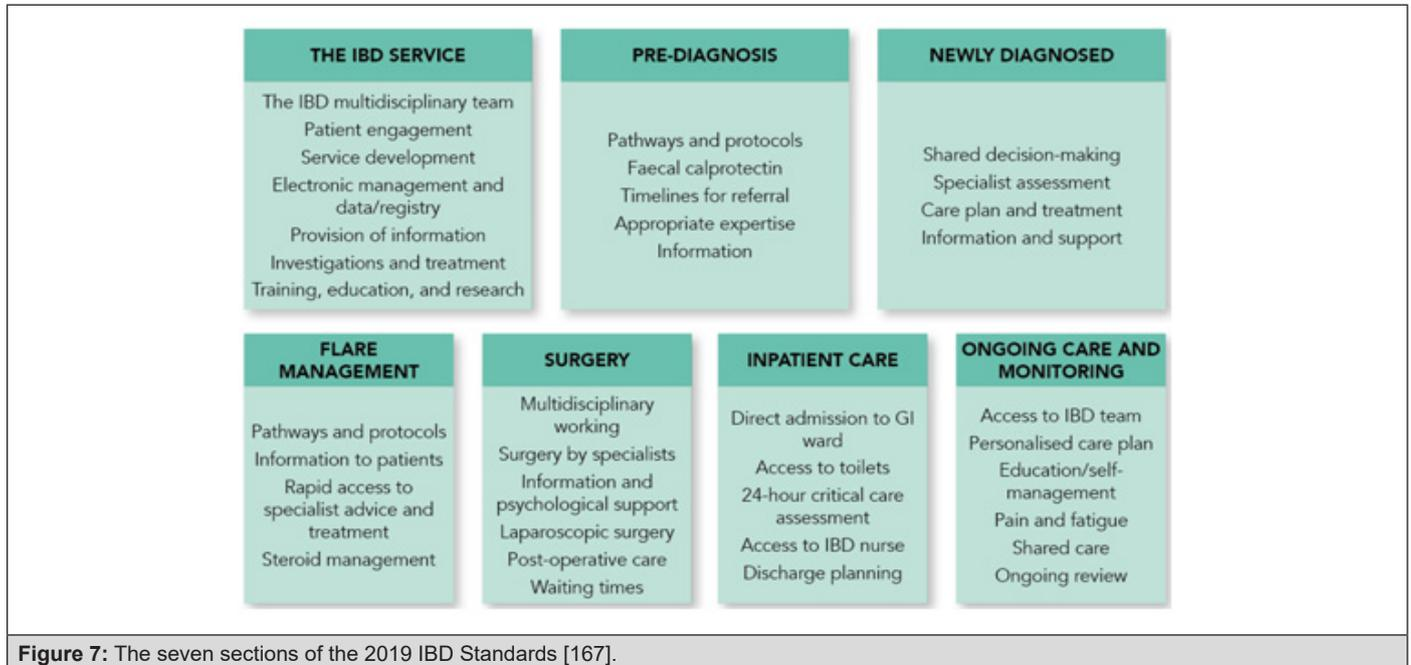 THE IBD SERVICE
The IBD multidisciplinary team
Patient engagement
Service development
Electronic management and
data/registry
Provision of information
Investigations and treatment
Training, education, and research
PRE-DIAGNOSIS
Pathways and protocols
Faecal calprotectin
Timelines for referral
Appropriate expertise
Information
NEWLY DIAGNOSED
Shared decision-making
Specialist assessment
Care plan and treatment
Information and support
FLARE
MANAGEMENT
Pathways and protocols
Information to patients
Rapid access to
specialist advice and
treatment
Steroid management
SURGERY
Multidisciplinary
working
Surgery by specialists
Information and
psychological support
Laparoscopic surgery
Post-operative care
Waiting times
INPATIENT CARE
Direct admission to GI
ward
Access to toilets
24-hour critical care
assessment
Access to IBD nurse
Discharge planning
ONGOING CARE AND
MONITORING
Access to IBD team
Personalised care plan
Education/self-
management
Pain and fatigue
Shared care
Ongoing review
Figure 7: The seven sections of the 2019 IBD Standards [167].